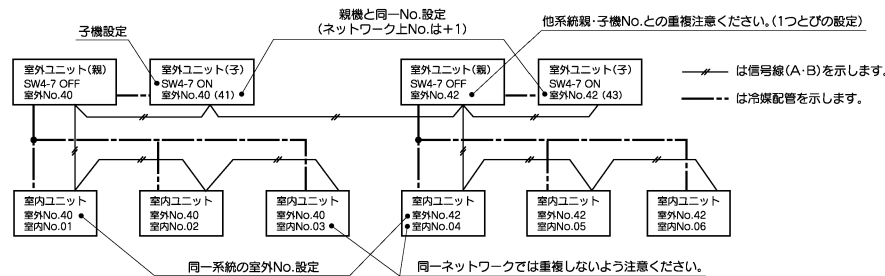 子機設定
親機と同一No.設定
(ネットワーク上No.は+1)
他系統親・子機No.との重複注意ください。(1つとびの設定)
室外ユニット(親)
SW4-7 OFF
室外No.40
室外ユニット(子)
SW4-7 ON
室外No.40 (41)
室外ユニット(親)
SW4-7 OFF
室外No.42
室外ユニット(子)
SW4-7 ON
室外No.42 (43)
は信号線(A・B)を示します。
は冷媒配管を示します。
室内ユニット
室外No.40
室内No.01
室内ユニット
室外No.40
室内No.02
室内ユニット
室外No.40
室内No.03
室内ユニット
室外No.42
室内No.04
室内ユニット
室外No.42
室内No.05
室内ユニット
室外No.42
室内No.06
同一系統の室外No.設定
同一ネットワークでは重複しないよう注意ください。